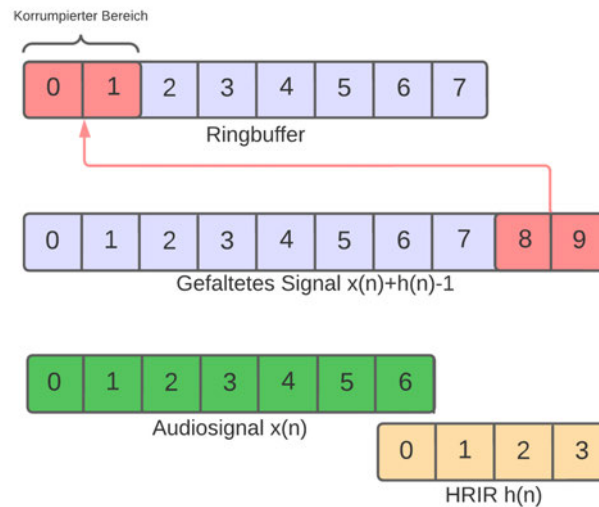 Korrumpierter Bereich
0 1 2 3 4 5 6 7
Ringbuffer
0 1 2 3 4 5 6 7 8 9
Gefaltetes Signal x(n)+h(n)-1
0 1 2 3 4 5 6
Audiosignal x(n)
0 1 2 3
HRIR h(n)